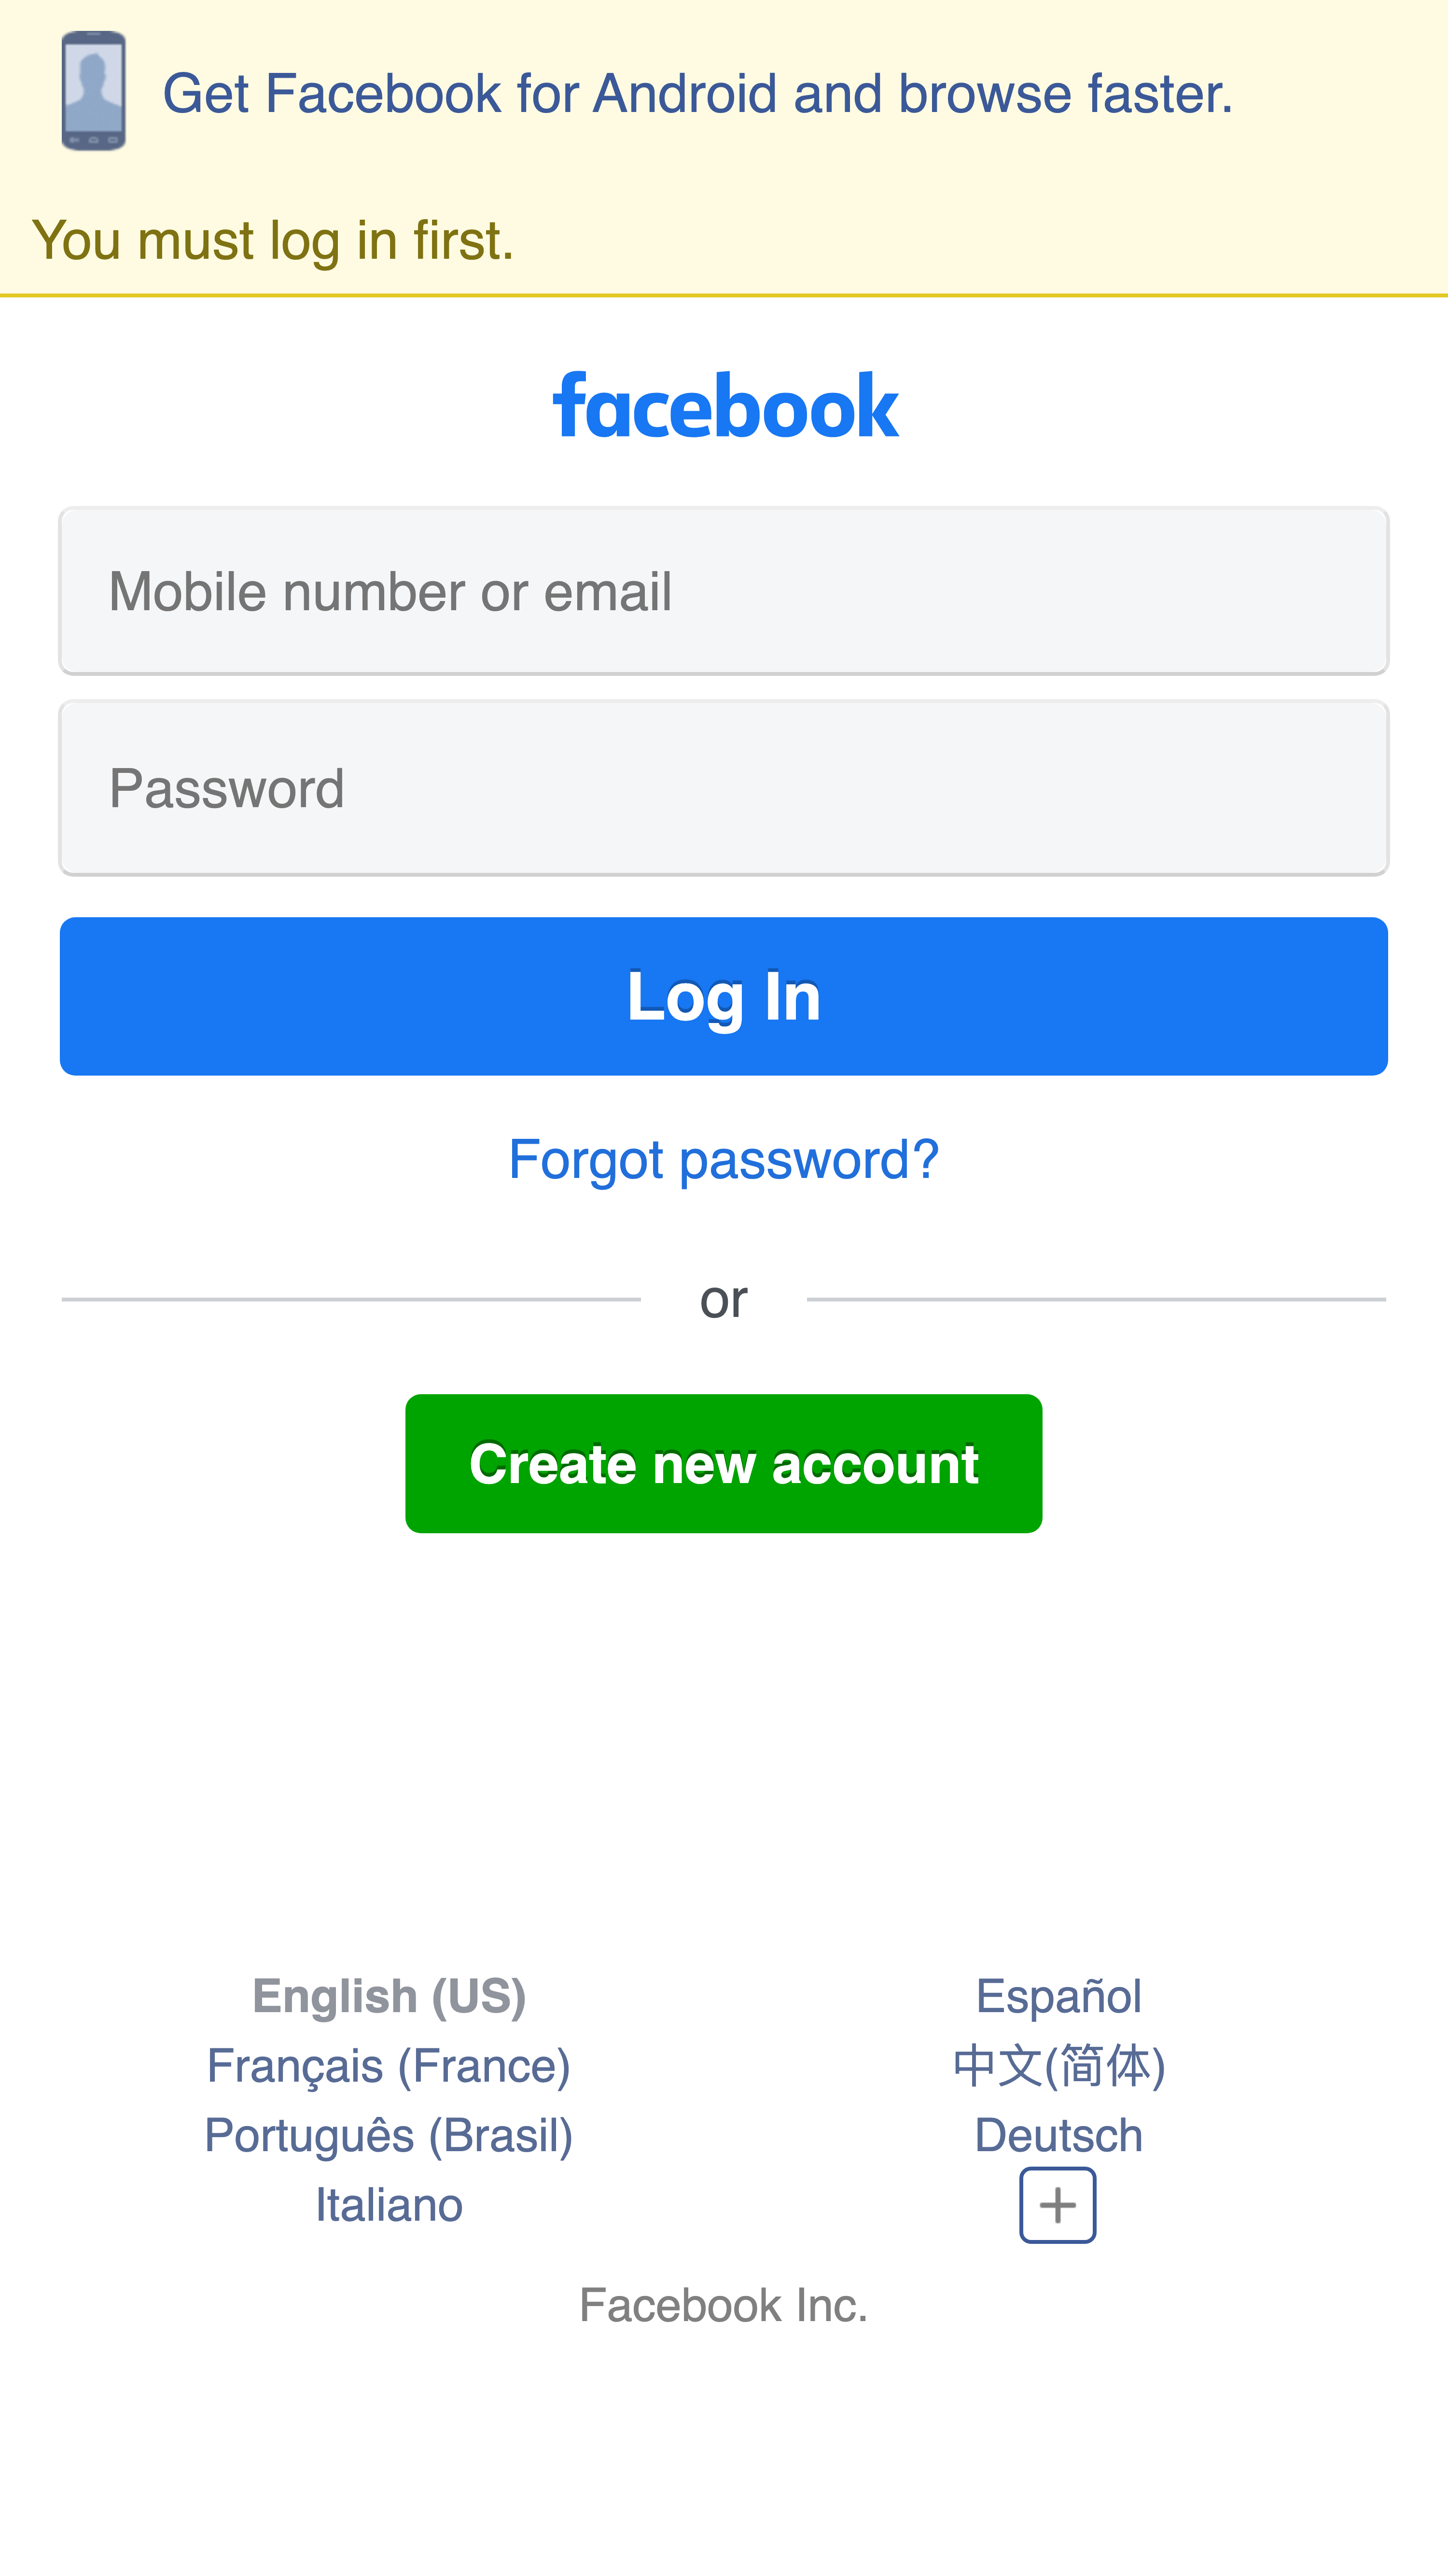 Get Facebook for Android and browse faster.
You must log in first.
facebook
Mobile number or email
Password
Log In
Forgot password?
or
Create new account
English (US)
Español
Français (France)
中文(简体)
Português (Brasil)
Deutsch
Italiano
Facebook Inc.